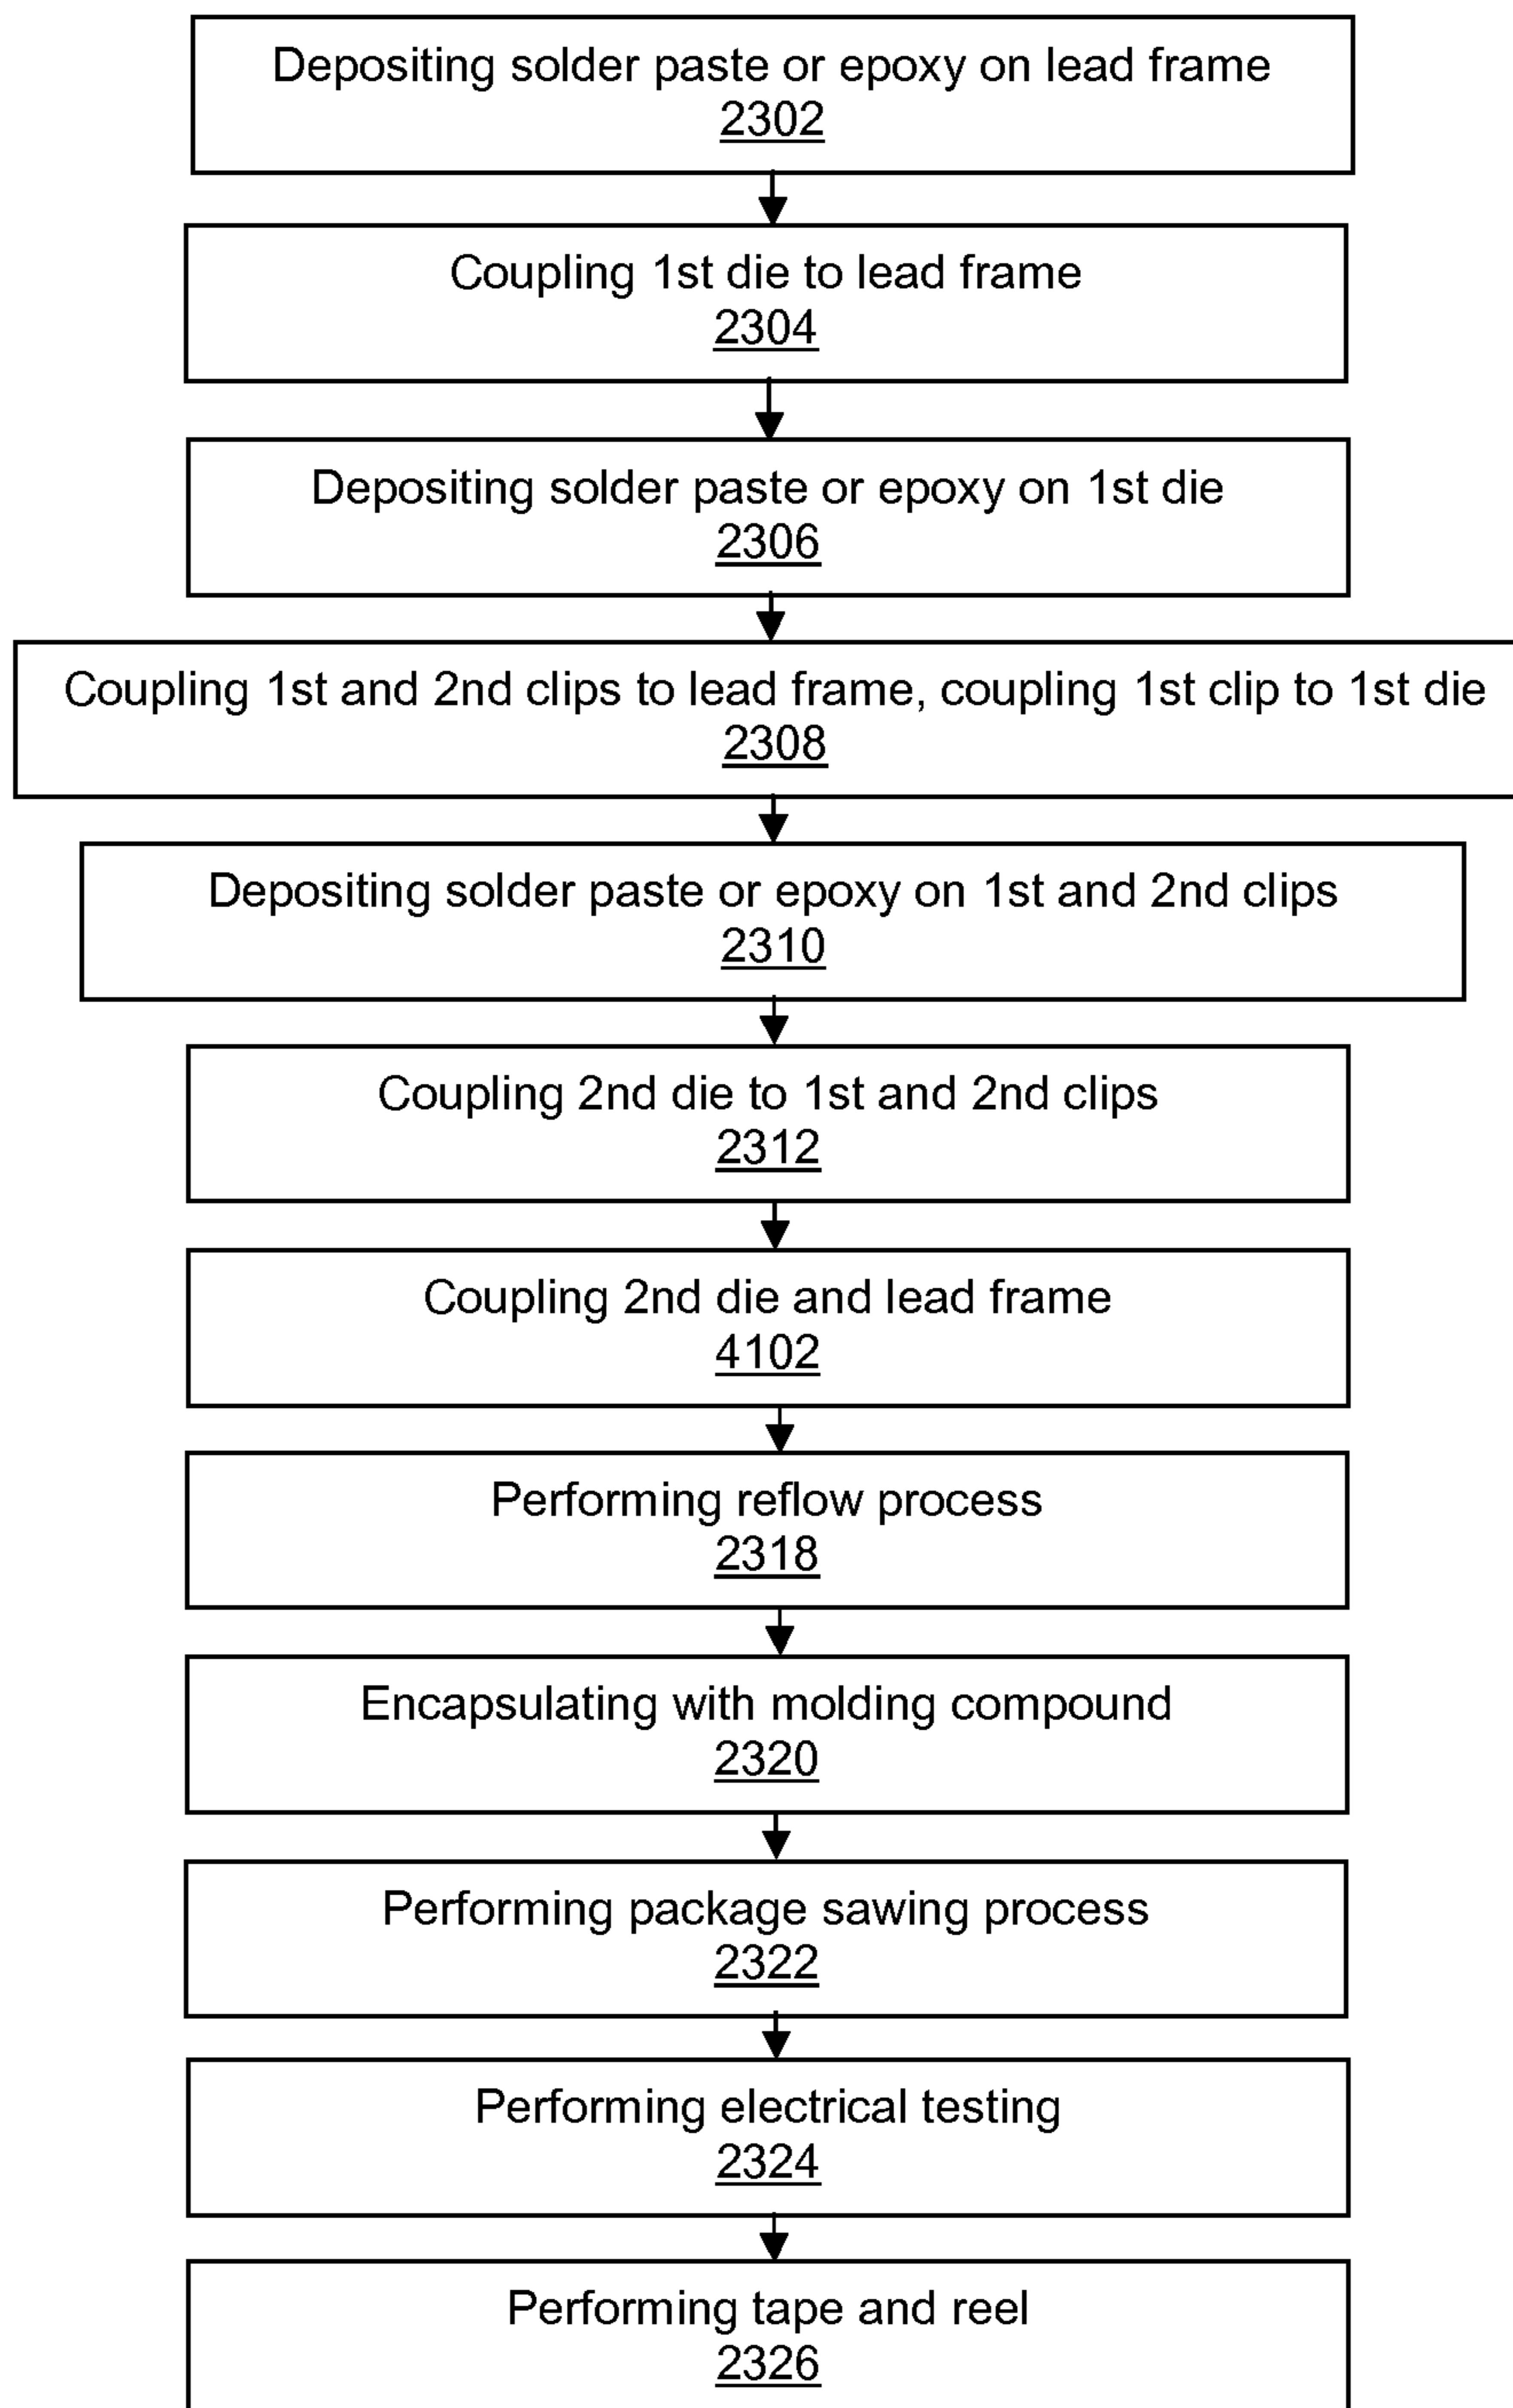 Depositing solder paste or epoxy on lead frame
2302
Coupling 1st die to lead frame
2304
Depositing solder paste or epoxy on 1st die
2306
Coupling 1st and 2nd clips to lead frame, coupling 1st clip to 1st die
2308
Depositing solder paste or epoxy on 1st and 2nd clips
2310
Coupling 2nd die to 1st and 2nd clips
2312
Coupling 2nd die and lead frame
4102
Performing reflow process
2318
Encapsulating with molding compound
2320
Performing package sawing process
2322
Performing electrical testing
2324
Performing tape and reel
2326